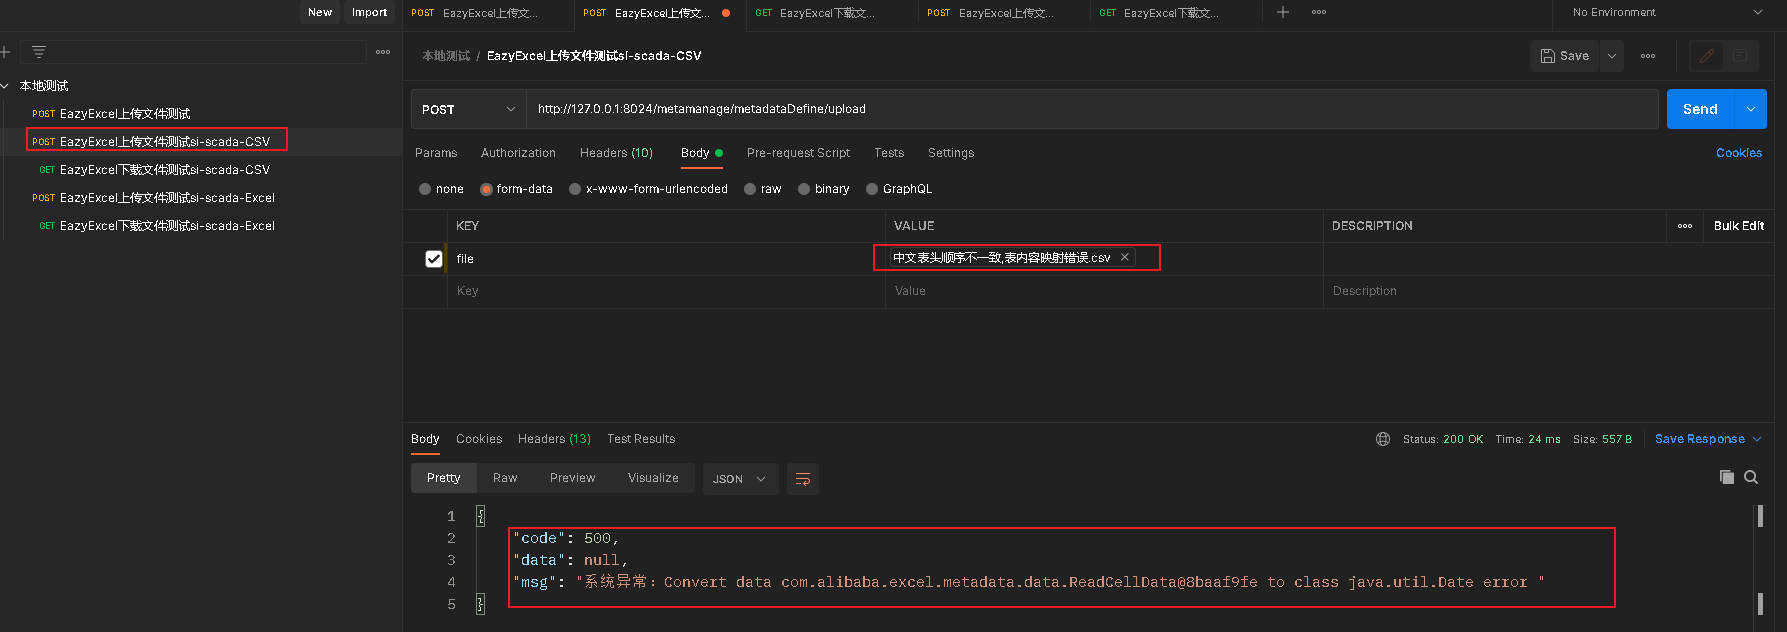 New Import POST EazyExcel上传文... POST EazyExcel上传文... GET EazyExcel下载文... POST EazyExcel上传文... GET EazyExcel下载文... No Environment
本地测试
POST EazyExcel上传文件测试
POST EazyExcel上传文件测试si-scada-CSV
GET EazyExcel下载文件测试si-scada-CSV
POST EazyExcel上传文件测试si-scada-Excel
GET EazyExcel下载文件测试si-scada-Excel
本地测试 / EazyExcel上传文件测试si-scada-CSV Save
POST http://127.0.0.1:8024/metamanage/metadataDefine/upload Send
Params Authorization Headers (10) Body Pre-request Script Tests Settings Cookies
none form-data x-www-form-urlencoded raw binary GraphQL
KEY VALUE DESCRIPTION Bulk Edit
file 中文表头顺序不一致,表内容映射错误.csv
Key Value Description
Body Cookies Headers (13) Test Results Status: 200 OK Time: 24 ms Size: 557 B Save Response
Pretty Raw Preview Visualize JSON
1 {
2 "code": 500,
3 "data": null,
4 "msg": "系统异常：Convert data com.alibaba.excel.metadata.data.ReadCellData@8baaf9fe to class java.util.Date error "
5 }